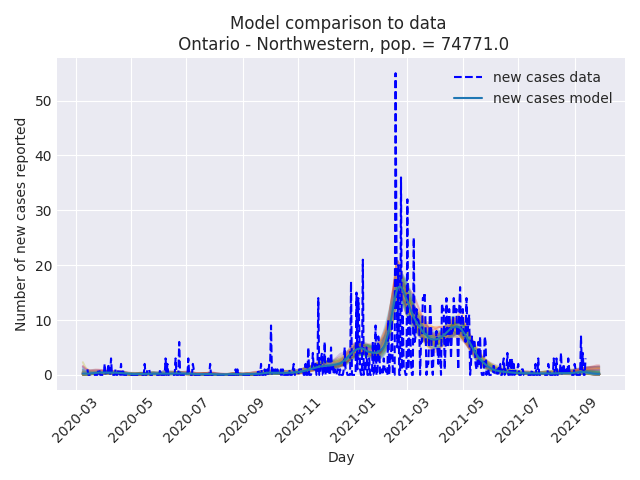 Model comparison to data
Ontario - Northwestern, pop. = 74771.0
new cases data
new cases model
Number of new cases reported
50
40
30
20
10
0
2020-03
2020-05
2020-07
2020-09
2020-11
2021-01
2021-03
2021-05
2021-07
2021-09
Day